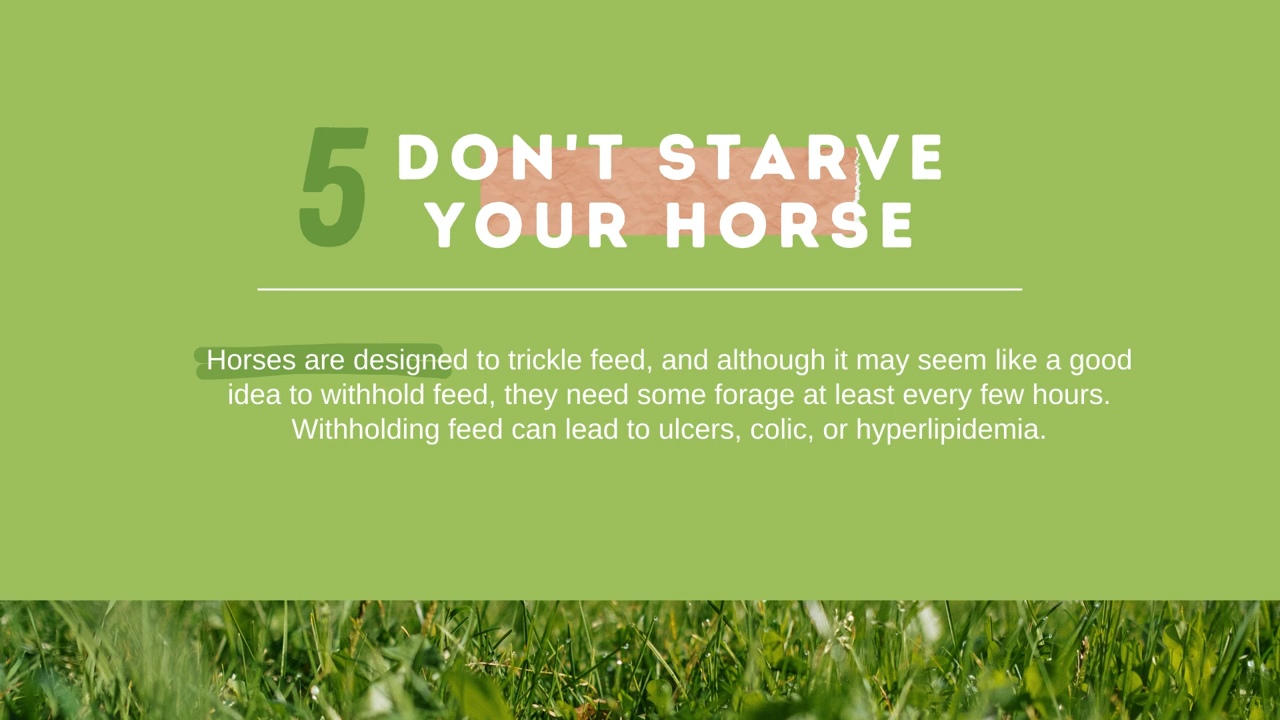 5 DON'T STARVE
YOUR HORSE
Horses are designed to trickle feed, and although it may seem like a good
idea to withhold feed, they need some forage at least every few hours.
Withholding feed can lead to ulcers, colic, or hyperlipidemia.